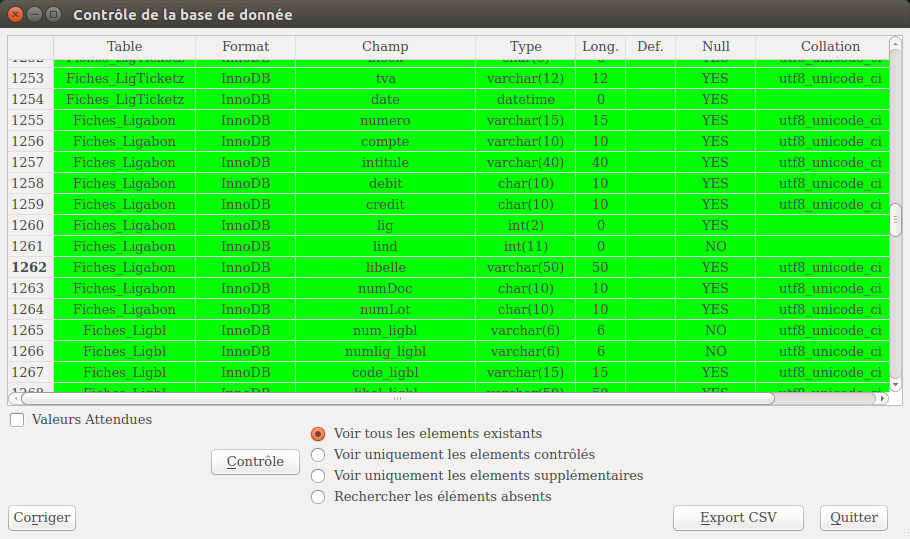 Contrôle de la base de donnée
Table Format Champ Type Long. Def. Null Collation
1253 Fiches_LigTicketz InnoDB tva varchar(12) 12 YES utf8_unicode_ci
1254 Fiches_LigTicketz InnoDB date datetime 0 YES
1255 Fiches_Ligabon InnoDB numero varchar(15) 15 YES utf8_unicode_ci
1256 Fiches_Ligabon InnoDB compte varchar(10) 10 YES utf8_unicode_ci
1257 Fiches_Ligabon InnoDB intitule varchar(40) 40 YES utf8_unicode_ci
1258 Fiches_Ligabon InnoDB debit char(10) 10 YES utf8_unicode_ci
1259 Fiches_Ligabon InnoDB credit char(10) 10 YES utf8_unicode_ci
1260 Fiches_Ligabon InnoDB lig int(2) 0 YES
1261 Fiches_Ligabon InnoDB lind int(11) 0 NO
1262 Fiches_Ligabon InnoDB libelle varchar(50) 50 YES utf8_unicode_ci
1263 Fiches_Ligabon InnoDB numDoc char(10) 10 YES utf8_unicode_ci
1264 Fiches_Ligabon InnoDB numLot char(10) 10 YES utf8_unicode_ci
1265 Fiches_Ligbl InnoDB num_ligbl varchar(6) 6 NO utf8_unicode_ci
1266 Fiches_Ligbl InnoDB numlig_ligbl varchar(6) 6 NO utf8_unicode_ci
1267 Fiches_Ligbl InnoDB code_ligbl varchar(15) 15 YES utf8_unicode_ci
1268 Fiches_Ligbl InnoDB libel_ligbl varchar(50) 50 YES utf8_unicode_ci
Valeurs Attendues
Voir tous les elements existants
Voir uniquement les elements contrôlés
Contrôle
Voir uniquement les elements supplémentaires
Rechercher les éléments absents
Corriger Export CSV Quitter